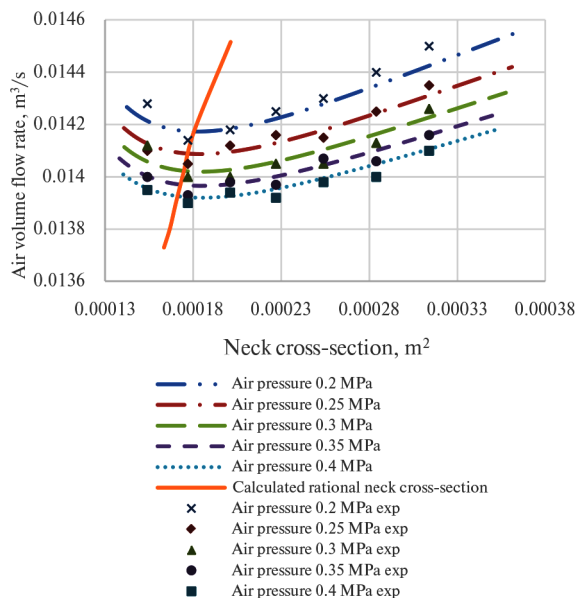 Air volume flow rate, m³/s
0.0146
0.0144
0.0142
0.014
0.0138
0.0136
0.00013 0.00018 0.00023 0.00028 0.00033 0.00038
Neck cross-section, m²
Air pressure 0.2 MPa
Air pressure 0.25 MPa
Air pressure 0.3 MPa
Air pressure 0.35 MPa
Air pressure 0.4 MPa
Calculated rational neck cross-section
Air pressure 0.2 MPa exp
Air pressure 0.25 MPa exp
Air pressure 0.3 MPa exp
Air pressure 0.35 MPa exp
Air pressure 0.4 MPa exp